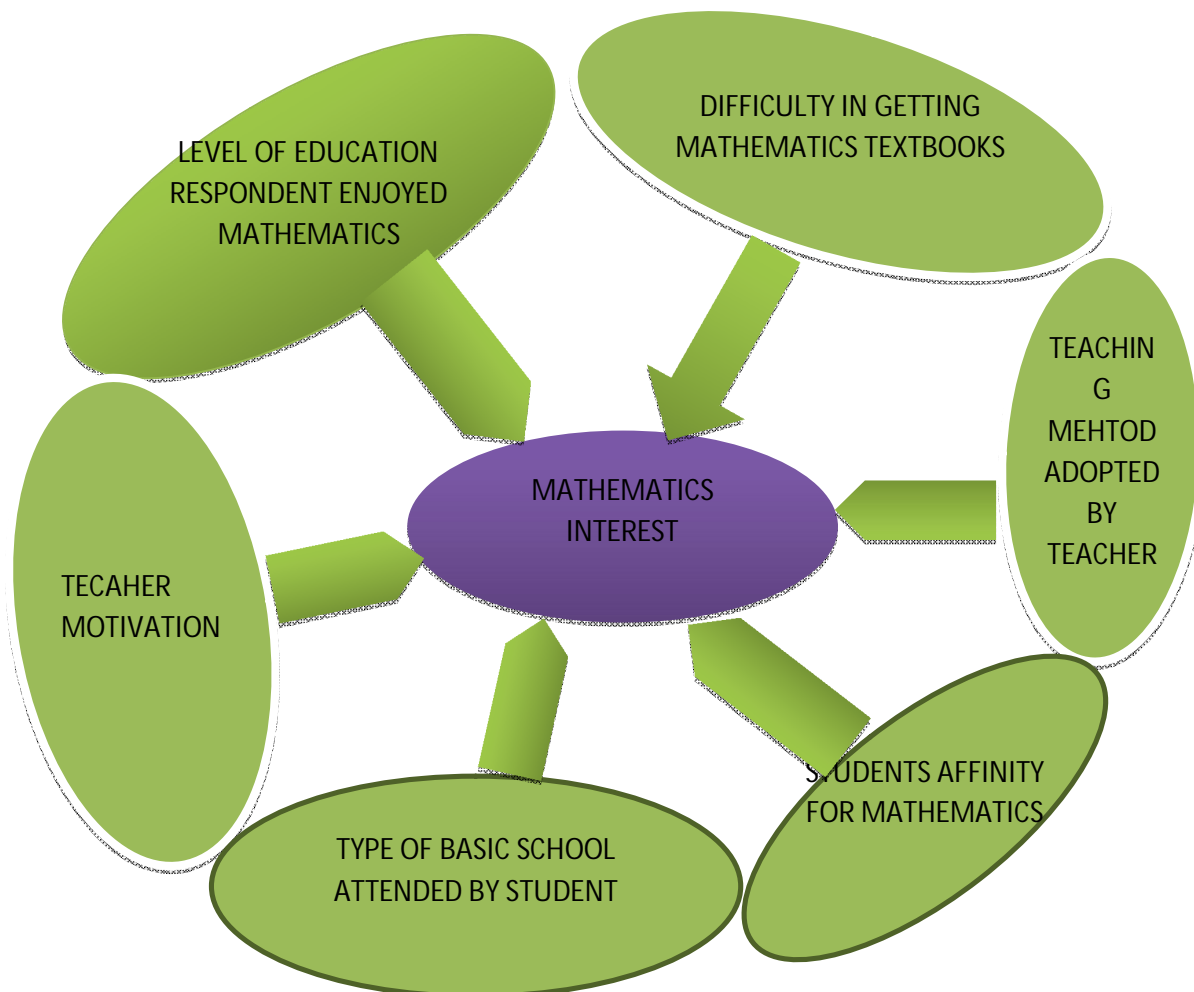 LEVEL OF EDUCATION
RESPONDENT ENJOYED
MATHEMATICS
DIFFICULTY IN GETTING
MATHEMATICS TEXTBOOKS
TEACHIN
G
MEHTOD
ADOPTED
BY
TEACHER
MATHEMATICS
INTEREST
TECAHER
MOTIVATION
STUDENTS AFFINITY
FOR MATHEMATICS
TYPE OF BASIC SCHOOL
ATTENDED BY STUDENT